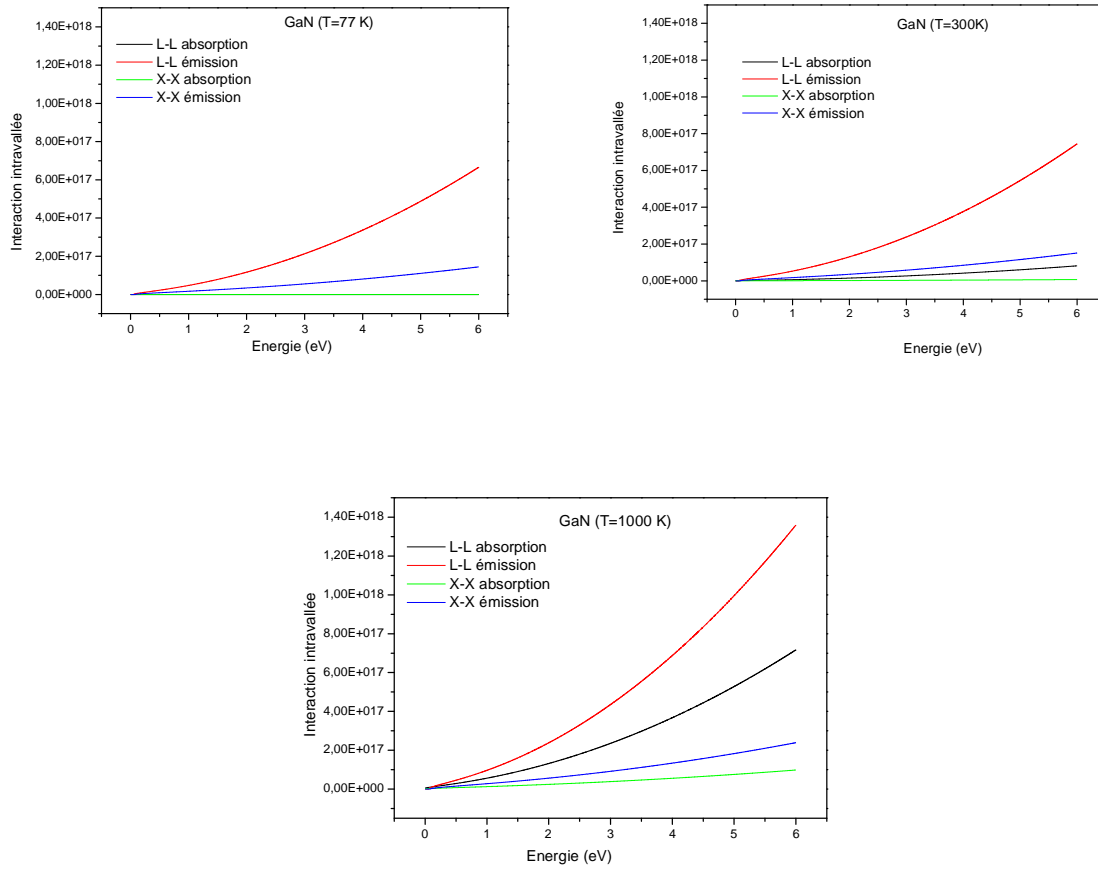 GaN (T=77 K)
L-L absorption
L-L émission
X-X absorption
X-X émission
1,40E+018
1,20E+018
1,00E+018
8,00E+017
6,00E+017
4,00E+017
2,00E+017
0,00E+000
Interaction intravallée
0 1 2 3 4 5 6
Energie (eV)
GaN (T=300K)
L-L absorption
L-L émission
X-X absorption
X-X émission
1,40E+018
1,20E+018
1,00E+018
8,00E+017
6,00E+017
4,00E+017
2,00E+017
0,00E+000
Interaction intravallée
0 1 2 3 4 5 6
Energie (eV)
GaN (T=1000 K)
L-L absorption
L-L émission
X-X absorption
X-X émission
1,40E+018
1,20E+018
1,00E+018
8,00E+017
6,00E+017
4,00E+017
2,00E+017
0,00E+000
Interaction intravallée
0 1 2 3 4 5 6
Energie (eV)